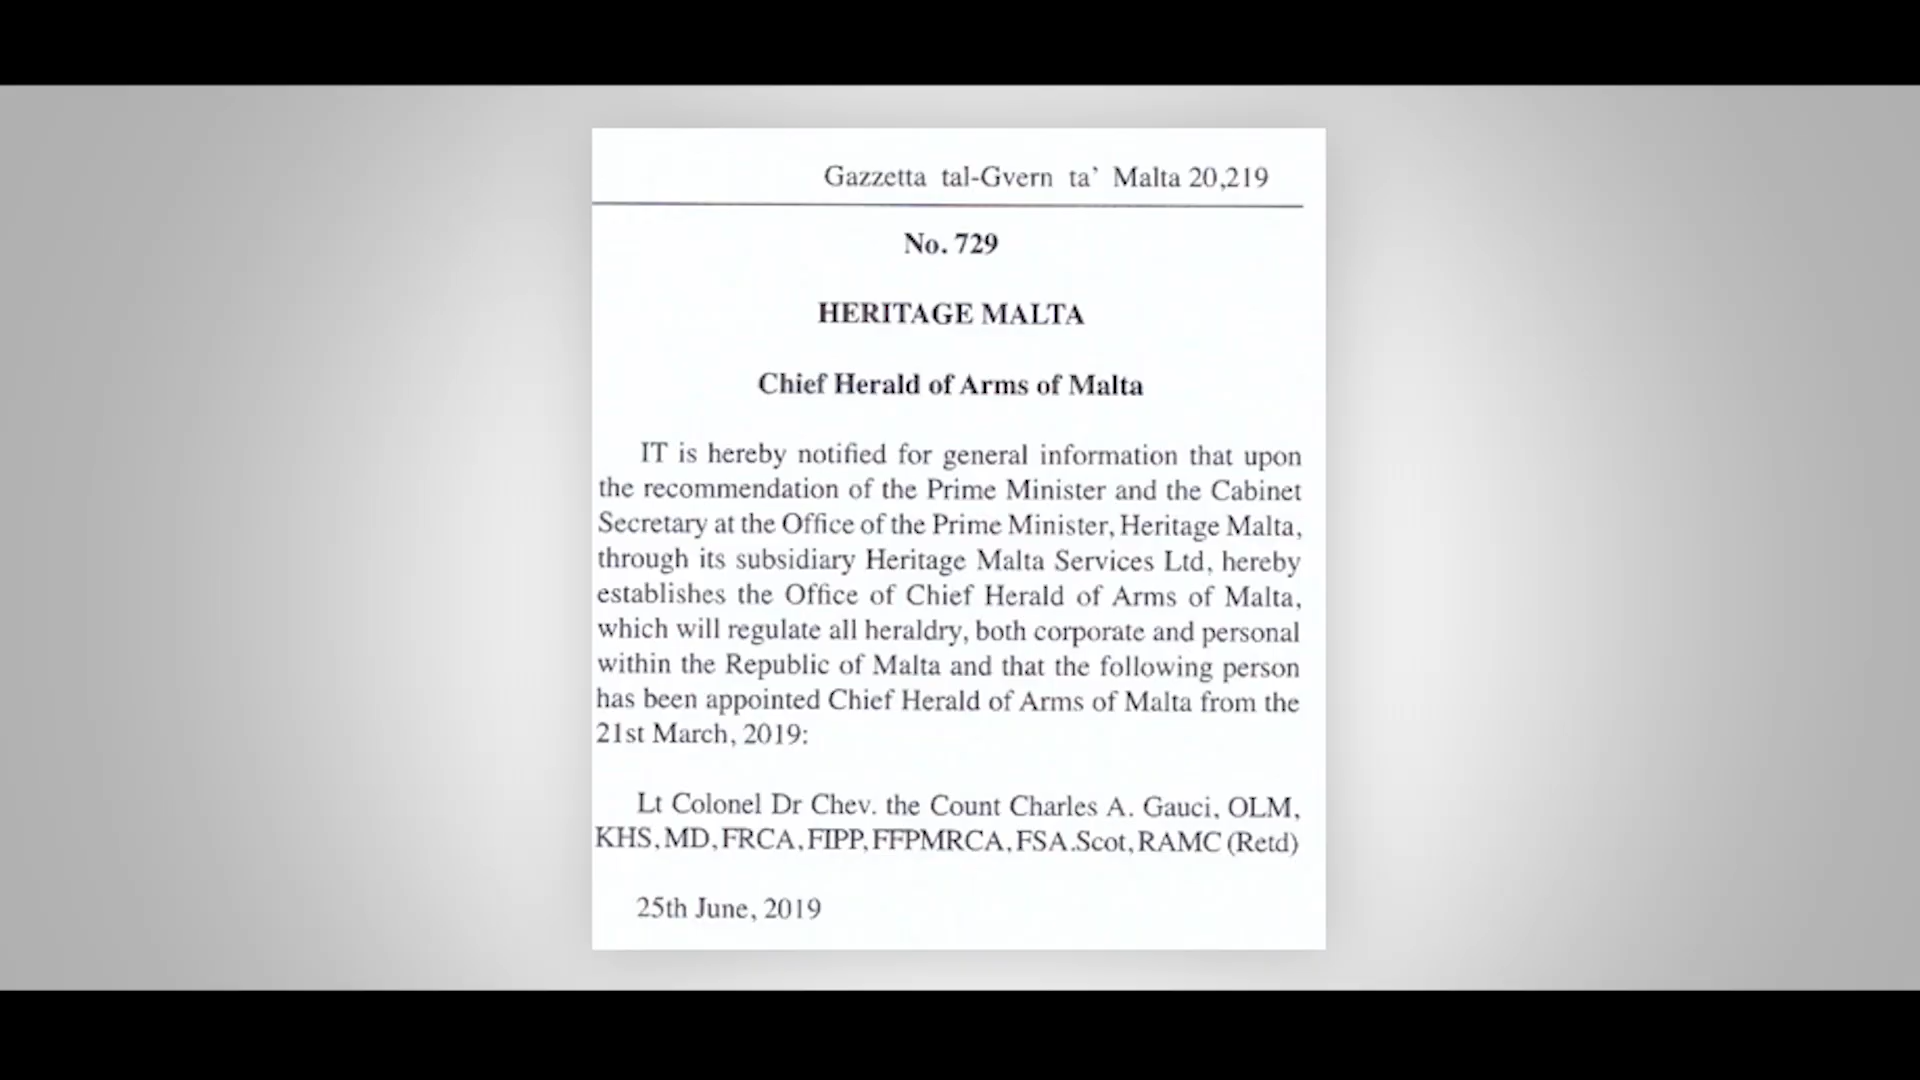 Gazzetta tal-Gvern ta’ Malta 20,219
No. 729
HERITAGE MALTA
Chief Herald of Arms of Malta
IT is hereby notified for general information that upon
the recommendation of the Prime Minister and the Cabinet
Secretary at the Office of the Prime Minister, Heritage Malta,
through its subsidiary Heritage Malta Services Ltd, hereby
establishes the Office of Chief Herald of Arms of Malta,
which will regulate all heraldry, both corporate and personal
within the Republic of Malta and that the following person
has been appointed Chief Herald of Arms of Malta from the
21st March, 2019:
Lt Colonel Dr Chev. the Count Charles A. Gauci, OLM,
KHS, MD, FRCA, FIPP, FFPMRCA, FSA.Scot, RAMC (Retd)
25th June, 2019